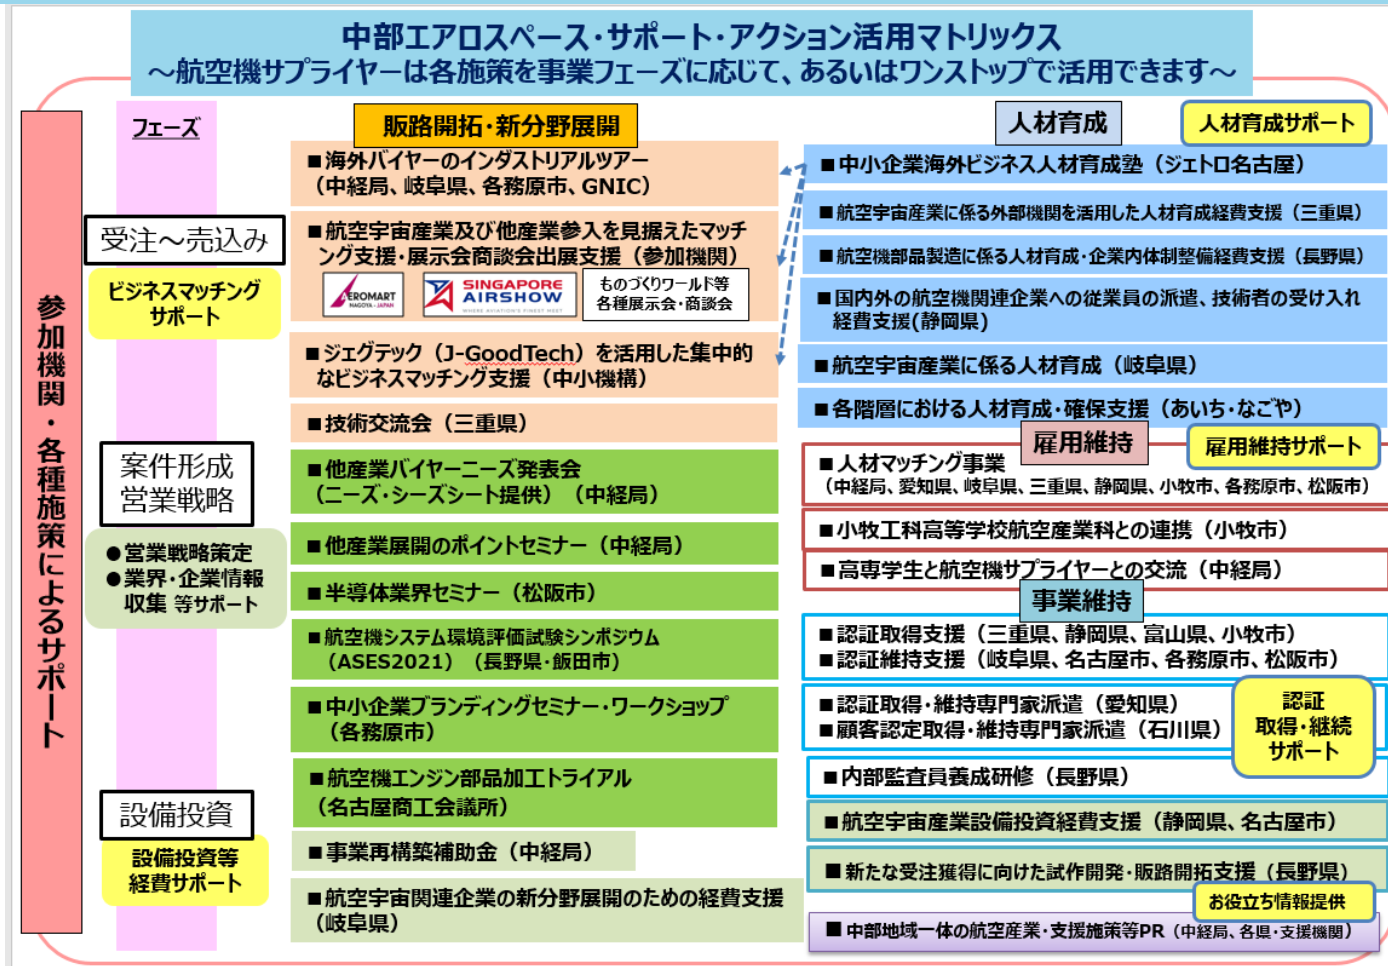 中部エアロスペース・サポート・アクション活用マトリックス
～航空機サプライヤーは各施策を事業フェーズに応じて、あるいはワンストップで活用できます～
参加機関・各種施策によるサポート
フェーズ
受注～売込み
ビジネスマッチング
サポート
案件形成
営業戦略
●営業戦略策定
●業界・企業情報
収集 等サポート
設備投資
設備投資等
経費サポート
販路開拓・新分野展開
■海外バイヤーのインダストリアルツアー
（中経局、岐阜県、各務原市、GNIC）
■航空宇宙産業及び他産業参入を見据えたマッチ
ング支援・展示会商談会出展支援（参加機関）
AEROMART
NAGOYA - JAPAN
SINGAPORE
AIRSHOW
WHERE AVIATION'S FINEST MEET
ものづくりワールド等
各種展示会・商談会
■ジェグテック（J-GoodTech）を活用した集中的
なビジネスマッチング支援（中小機構）
■技術交流会（三重県）
■他産業バイヤーニーズ発表会
（ニーズ・シーズシート提供）（中経局）
■他産業展開のポイントセミナー（中経局）
■半導体業界セミナー（松阪市）
■航空機システム環境評価試験シンポジウム
（ASES2021）（長野県・飯田市）
■中小企業ブランディングセミナー・ワークショップ
（各務原市）
■航空機エンジン部品加工トライアル
（名古屋商工会議所）
■事業再構築補助金（中経局）
■航空宇宙関連企業の新分野展開のための経費支援
（岐阜県）
人材育成
人材育成サポート
■中小企業海外ビジネス人材育成塾（ジェトロ名古屋）
■航空宇宙産業に係る外部機関を活用した人材育成経費支援（三重県）
■航空機部品製造に係る人材育成・企業内体制整備経費支援（長野県）
■国内外の航空機関連企業への従業員の派遣、技術者の受け入れ
経費支援(静岡県)
■航空宇宙産業に係る人材育成（岐阜県）
■各階層における人材育成・確保支援（あいち・なごや）
雇用維持
雇用維持サポート
■人材マッチング事業
（中経局、愛知県、岐阜県、三重県、静岡県、小牧市、各務原市、松阪市）
■小牧工科高等学校航空産業科との連携（小牧市）
■高専学生と航空機サプライヤーとの交流（中経局）
事業維持
■認証取得支援（三重県、静岡県、富山県、小牧市）
■認証維持支援（岐阜県、名古屋市、各務原市、松阪市）
■認証取得・維持専門家派遣（愛知県）
■顧客認定取得・維持専門家派遣（石川県）
認証
取得・継続
サポート
■内部監査員養成研修（長野県）
■航空宇宙産業設備投資経費支援（静岡県、名古屋市）
■新たな受注獲得に向けた試作開発・販路開拓支援（長野県）
お役立ち情報提供
■中部地域一体の航空産業・支援施策等PR（中経局、各県・支援機関）